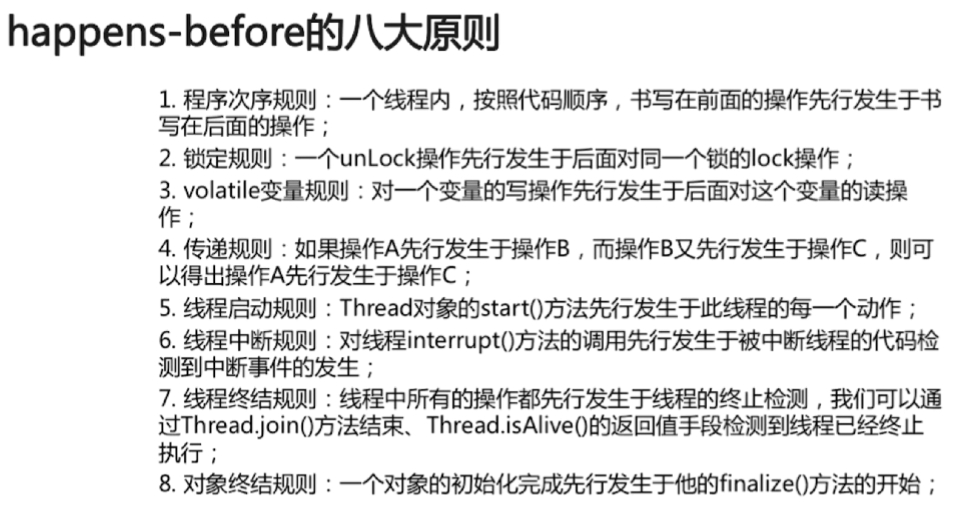 happens-before的八大原则
1. 程序次序规则：一个线程内，按照代码顺序，书写在前面的操作先行发生于书
写在后面的操作；
2. 锁定规则：一个unLock操作先行发生于后面对同一个锁的lock操作；
3. volatile变量规则：对一个变量的写操作先行发生于后面对这个变量的读操
作；
4. 传递规则：如果操作A先行发生于操作B，而操作B又先行发生于操作C，则可
以得出操作A先行发生于操作C；
5. 线程启动规则：Thread对象的start()方法先行发生于此线程的每一个动作；
6. 线程中断规则：对线程interrupt()方法的调用先行发生于被中断线程的代码检
测到中断事件的发生；
7. 线程终结规则：线程中所有的操作都先行发生于线程的终止检测，我们可以通
过Thread.join()方法结束、Thread.isAlive()的返回值手段检测到线程已经终止
执行；
8. 对象终结规则：一个对象的初始化完成先行发生于他的finalize()方法的开始；